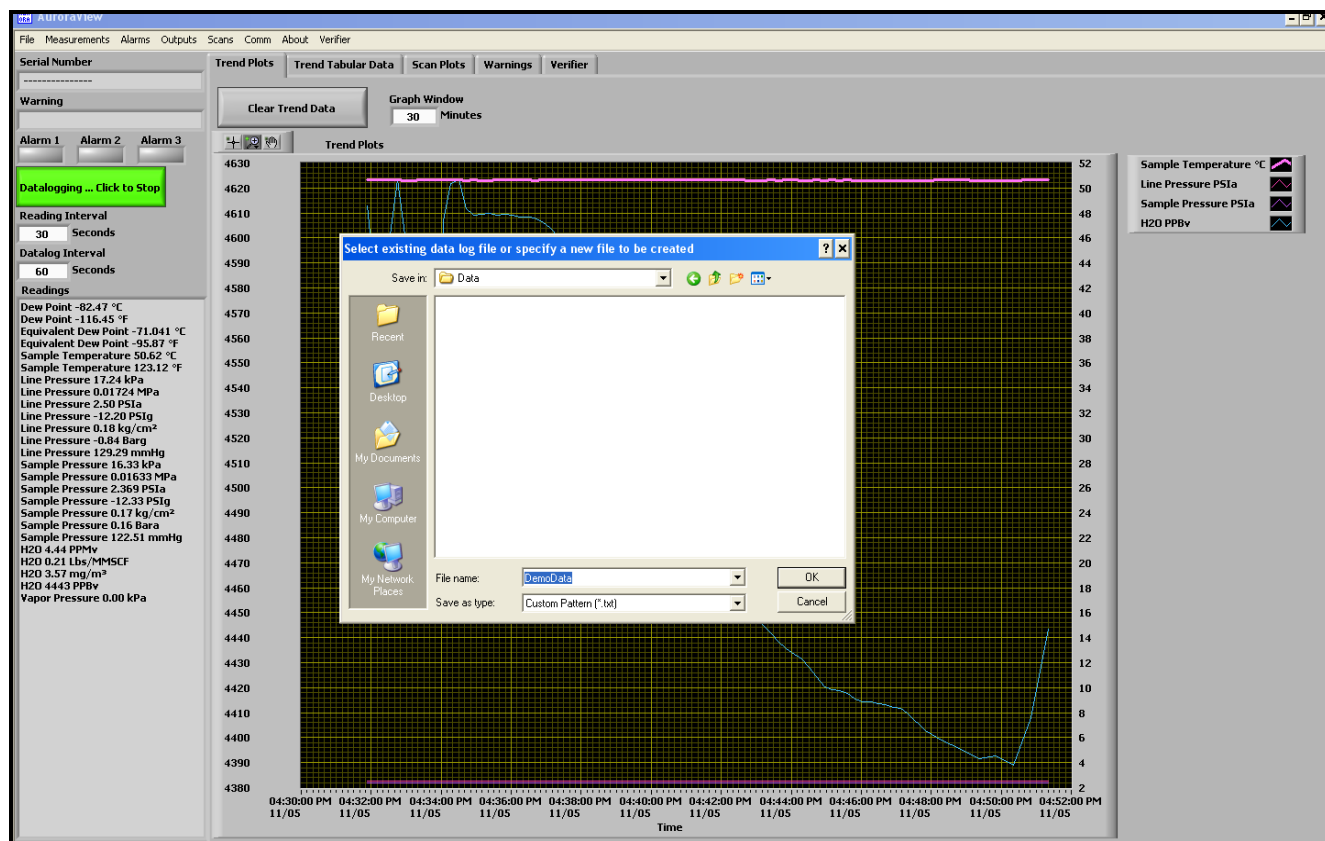 AuroraView
File Measurements Alarms Outputs Scans Comm About Verifier
Serial Number
---------------
Warning
Alarm 1 Alarm 2 Alarm 3
Datalogging ... Click to Stop
Reading Interval
30 Seconds
Datalog Interval
60 Seconds
Readings
Dew Point -82.47 °C
Dew Point -116.45 °F
Equivalent Dew Point -71.041 °C
Equivalent Dew Point -95.87 °F
Sample Temperature 50.62 °C
Sample Temperature 123.12 °F
Line Pressure 17.24 kPa
Line Pressure 0.01724 MPa
Line Pressure 2.50 PSIa
Line Pressure -12.20 PSIg
Line Pressure 0.18 kg/cm²
Line Pressure -0.84 Barg
Line Pressure 129.29 mmHg
Sample Pressure 16.33 kPa
Sample Pressure 0.01633 MPa
Sample Pressure 2.369 PSIa
Sample Pressure -12.33 PSIg
Sample Pressure 0.17 kg/cm²
Sample Pressure 0.16 Bara
Sample Pressure 122.51 mmHg
H2O 4.44 PPMv
H2O 0.21 Lbs/MMSCF
H2O 3.57 mg/m³
H2O 4443 PPBv
Vapor Pressure 0.00 kPa
Trend Plots Trend Tabular Data Scan Plots Warnings Verifier
Clear Trend Data
Graph Window
30 Minutes
Trend Plots
4630
4620
4610
4600
4590
4580
4570
4560
4550
4540
4530
4520
4510
4500
4490
4480
4470
4460
4450
4440
4430
4420
4410
4400
4390
4380
Select existing data log file or specify a new file to be created
Save in: Data
Recent
Desktop
My Documents
My Computer
My Network
Places
File name: DemoData OK
Save as type: Custom Pattern (*.txt) Cancel
52
50
48
46
44
42
40
38
36
34
32
30
28
26
24
22
20
18
16
14
12
10
8
6
4
2
04:30:00 PM 04:32:00 PM 04:34:00 PM 04:36:00 PM 04:38:00 PM 04:40:00 PM 04:42:00 PM 04:44:00 PM 04:46:00 PM 04:48:00 PM 04:50:00 PM 04:52:00 PM
11/05 11/05 11/05 11/05 11/05 11/05 11/05 11/05 11/05 11/05 11/05 11/05
Time
Sample Temperature °C
Line Pressure PSIa
Sample Pressure PSIa
H2O PPBv